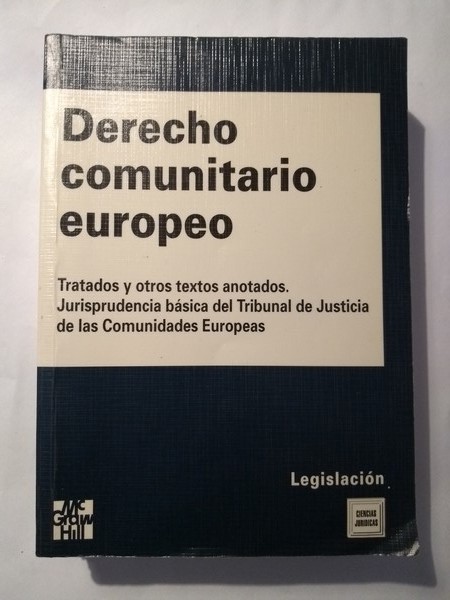 Derecho
comunitario
europeo
Tratados y otros textos anotados.
Jurisprudencia básica del Tribunal de Justicia
de las Comunidades Europeas
Legislación
Mc
Graw
Hill
CIENCIAS
JURIDICAS